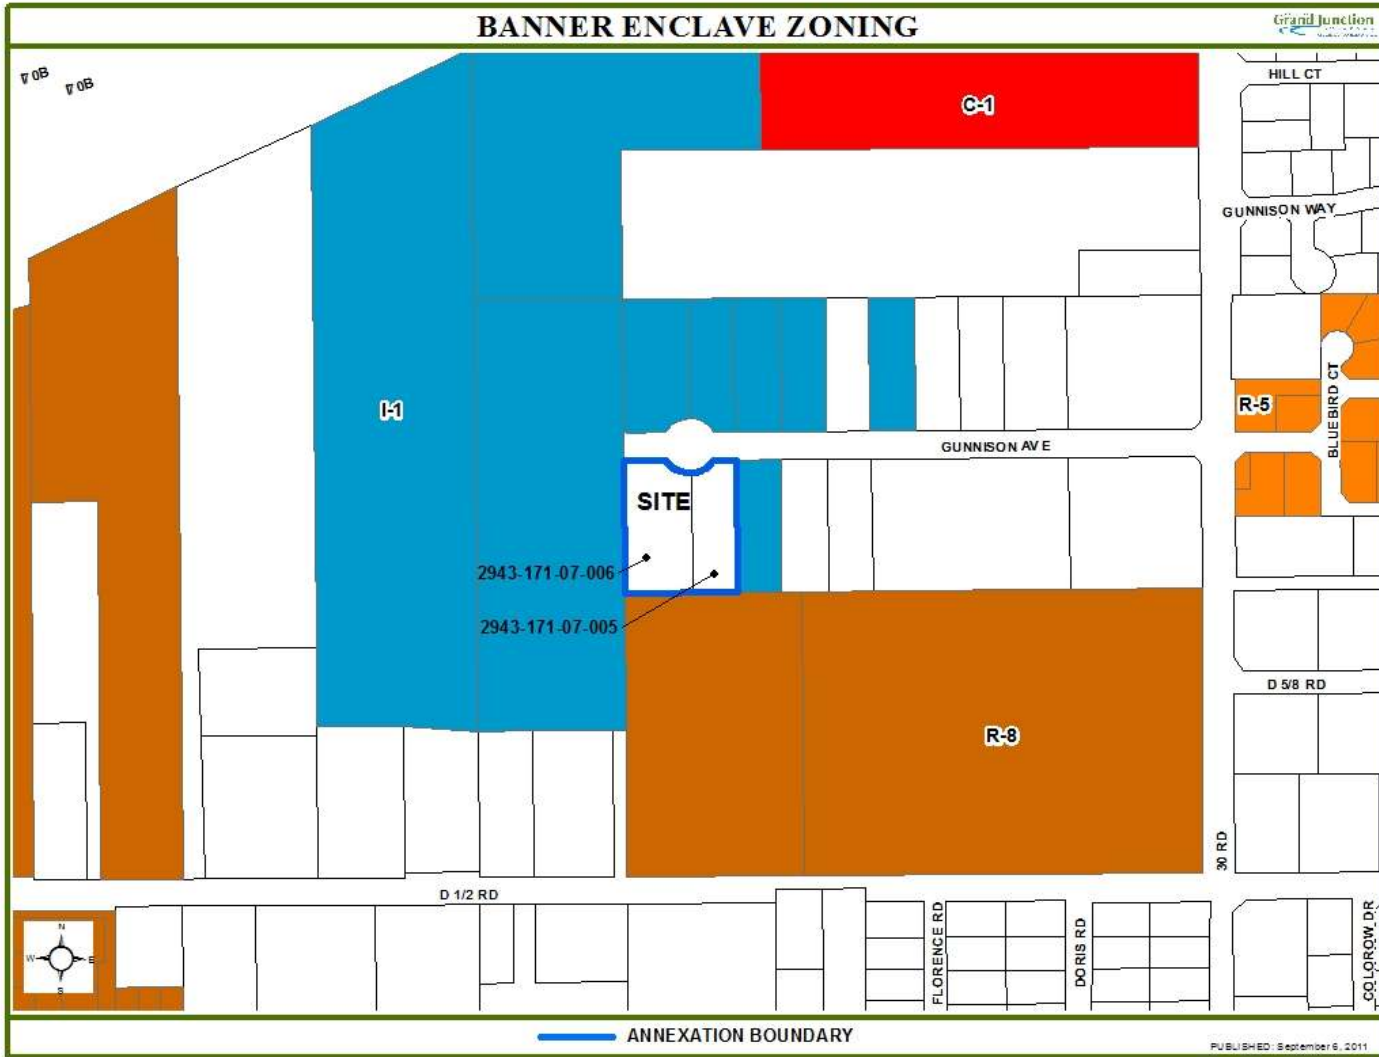 BANNER ENCLAVE ZONING
Grand Junction
I 70B
I 70B
HILL CT
C-1
GUNNISON WAY
BLUEBIRD CT
I-1
R-5
GUNNISON AVE
SITE
2943-171-07-006
2943-171-07-005
D 5/8 RD
R-8
30 RD
D 1/2 RD
FLORENCE RD
DORIS RD
COLOROW DR
N
W
E
S
ANNEXATION BOUNDARY
PUBLISHED: September 6, 2011